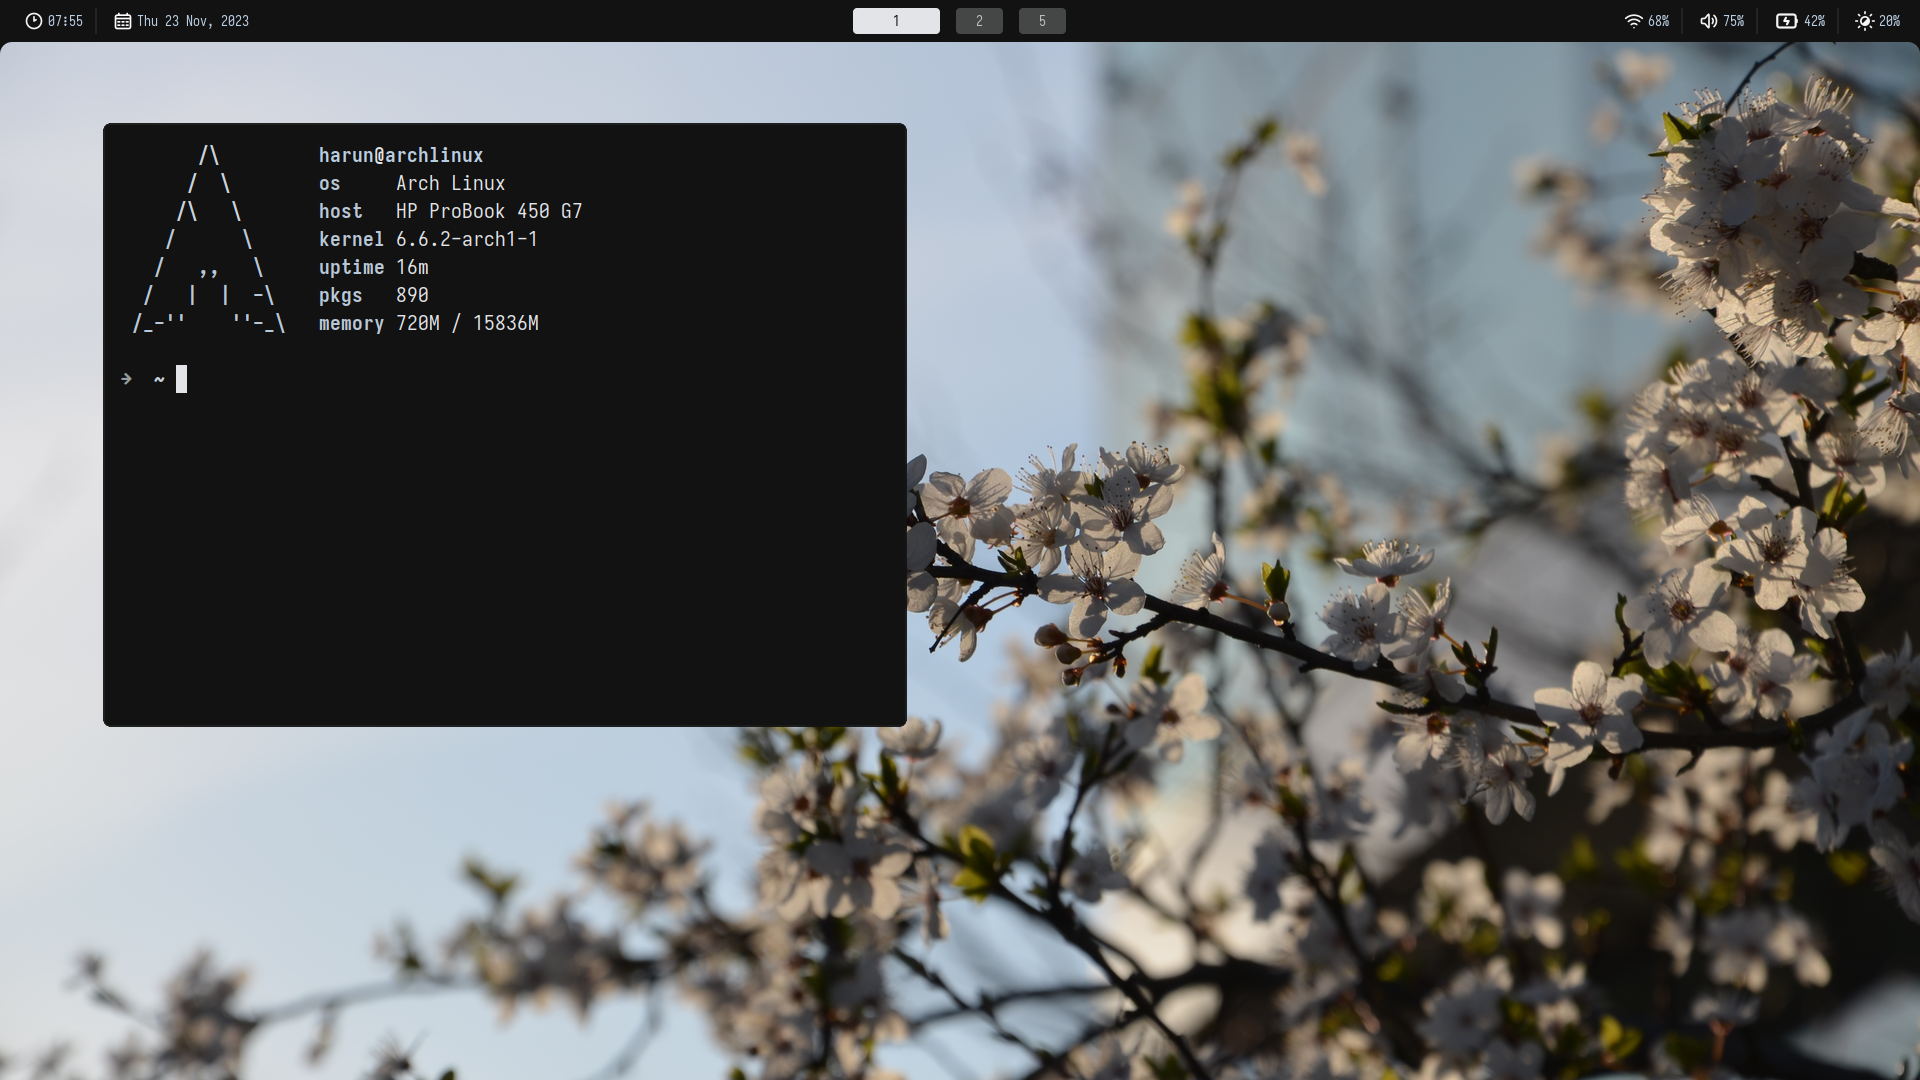 07:55 Thu 23 Nov, 2023 1 2 5 68% 75% 42% 20%
harun@archlinux
os Arch Linux
host HP ProBook 450 G7
kernel 6.6.2-arch1-1
uptime 16m
pkgs 890
memory 720M / 15836M
→ ~